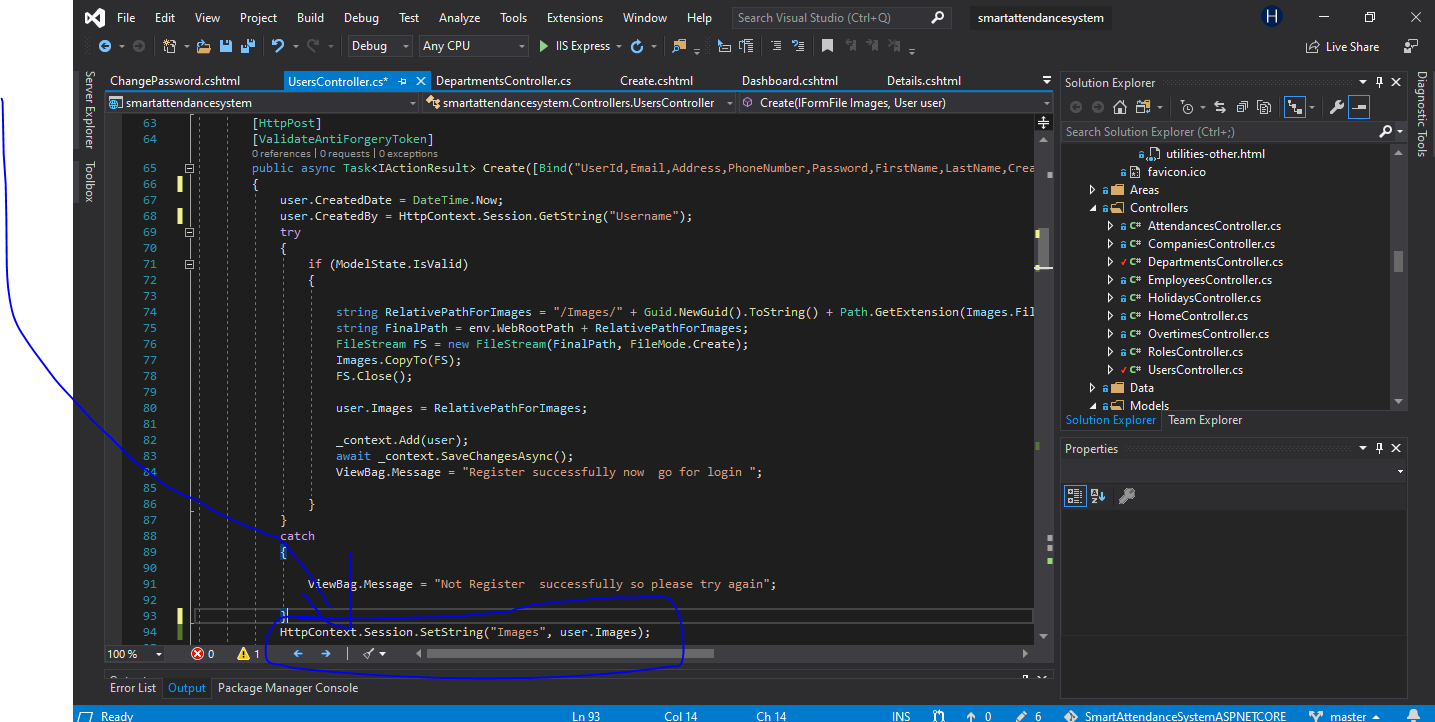 File Edit View Project Build Debug Test Analyze Tools Extensions Window Help Search Visual Studio (Ctrl+Q) smartattendancesystem H
Debug Any CPU IIS Express Live Share
Server Explorer
Toolbox
ChangePassword.cshtml UsersController.cs* DepartmentsController.cs Create.cshtml Dashboard.cshtml Details.cshtml
smartattendancesystem smartattendancesystem.Controllers.UsersController Create(IFormFile Images, User user)
63 [HttpPost]
64 [ValidateAntiForgeryToken]
0 references | 0 requests | 0 exceptions
65 public async Task<IActionResult> Create([Bind("UserId,Email,Address,PhoneNumber,Password,FirstName,LastName,Crea
66 {
67 user.CreatedDate = DateTime.Now;
68 user.CreatedBy = HttpContext.Session.GetString("Username");
69 try
70 {
71 if (ModelState.IsValid)
72 {
73
74 string RelativePathForImages = "/Images/" + Guid.NewGuid().ToString() + Path.GetExtension(Images.Fil
75 string FinalPath = env.WebRootPath + RelativePathForImages;
76 FileStream FS = new FileStream(FinalPath, FileMode.Create);
77 Images.CopyTo(FS);
78 FS.Close();
79
80 user.Images = RelativePathForImages;
81
82 _context.Add(user);
83 await _context.SaveChangesAsync();
84 ViewBag.Message = "Register successfully now  go for login ";
85
86 }
87 }
88 catch
89 {
90
91 ViewBag.Message = "Not Register  successfully so please try again";
92
93 }
94 HttpContext.Session.SetString("Images", user.Images);
100 % 0 1
Error List Output Package Manager Console
Solution Explorer
Search Solution Explorer (Ctrl+;)
utilities-other.html
favicon.ico
Areas
Controllers
C# AttendancesController.cs
C# CompaniesController.cs
C# DepartmentsController.cs
C# EmployeesController.cs
C# HolidaysController.cs
C# HomeController.cs
C# OvertimesController.cs
C# RolesController.cs
C# UsersController.cs
Data
Models
Solution Explorer Team Explorer
Properties
Diagnostic Tools
Ready Ln 93 Col 14 Ch 14 INS 0 6 SmartAttendanceSystemASPNETCORE master